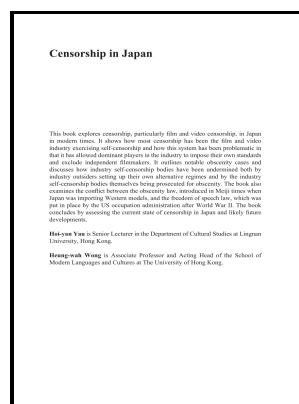 Censorship in Japan
This book explores censorship, particularly film and video censorship, in Japan
in modern times. It shows how most censorship has been the film and video
industry exercising self-censorship and how this system has been problematic in
that it has allowed dominant players in the industry to impose their own standards
and exclude independent filmmakers. It outlines notable obscenity cases and
discusses how industry self-censorship bodies have been undermined both by
industry outsiders setting up their own alternative regimes and by the industry
self-censorship bodies themselves being prosecuted for obscenity. The book also
examines the conflict between the obscenity law, introduced in Meiji times when
Japan was importing Western models, and the freedom of speech law, which was
put in place by the US occupation administration after World War II. The book
concludes by assessing the current state of censorship in Japan and likely future
developments.
Hoi-yan Yau is Senior Lecturer in the Department of Cultural Studies at Lingnan
University, Hong Kong.
Heung-wah Wong is Associate Professor and Acting Head of the School of
Modern Languages and Cultures at The University of Hong Kong.